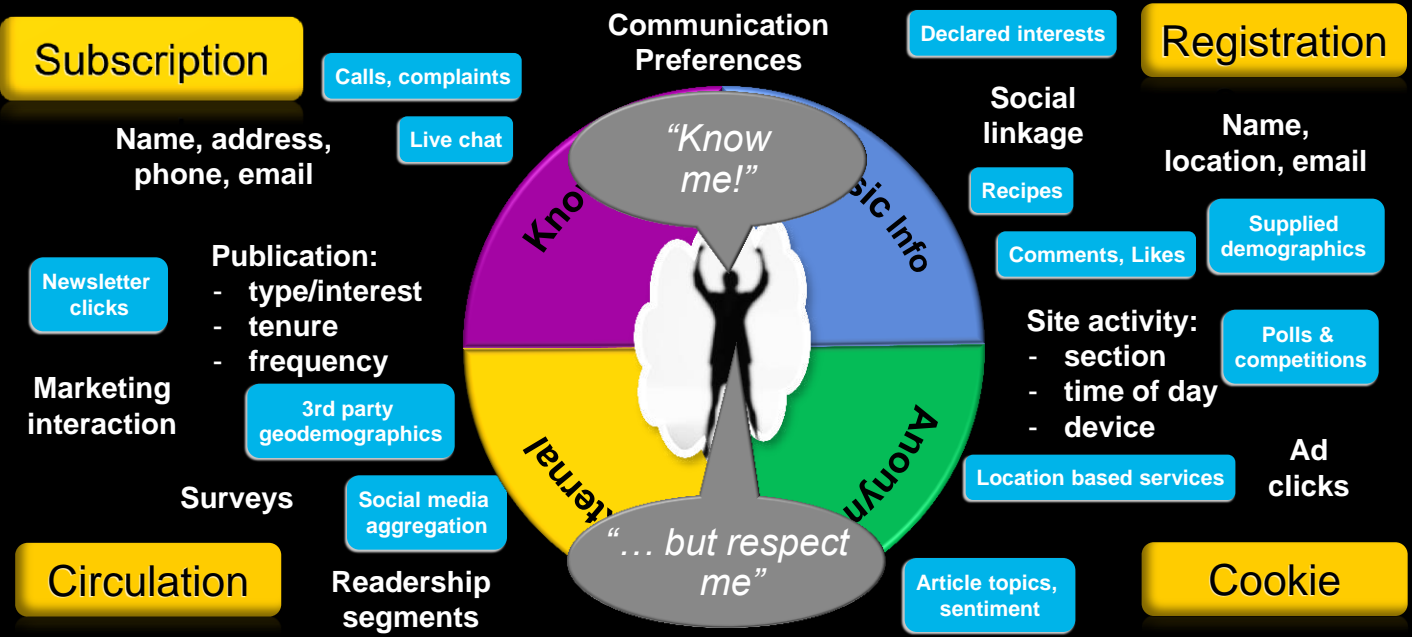 Subscription
Calls, complaints
Live chat
Name, address,
phone, email
Newsletter
clicks
Publication:
- type/interest
- tenure
- frequency
Marketing
interaction
3rd party
geodemographics
Surveys
Social media
aggregation
Circulation
Readership
segments
Communication
Preferences
“Know
me!”
Info
“… but respect
me”
Declared interests
Registration
Social
linkage
Name,
location, email
Recipes
Supplied
demographics
Comments, Likes
Site activity:
- section
- time of day
- device
Polls &
competitions
Location based services
Ad
clicks
Article topics,
sentiment
Cookie